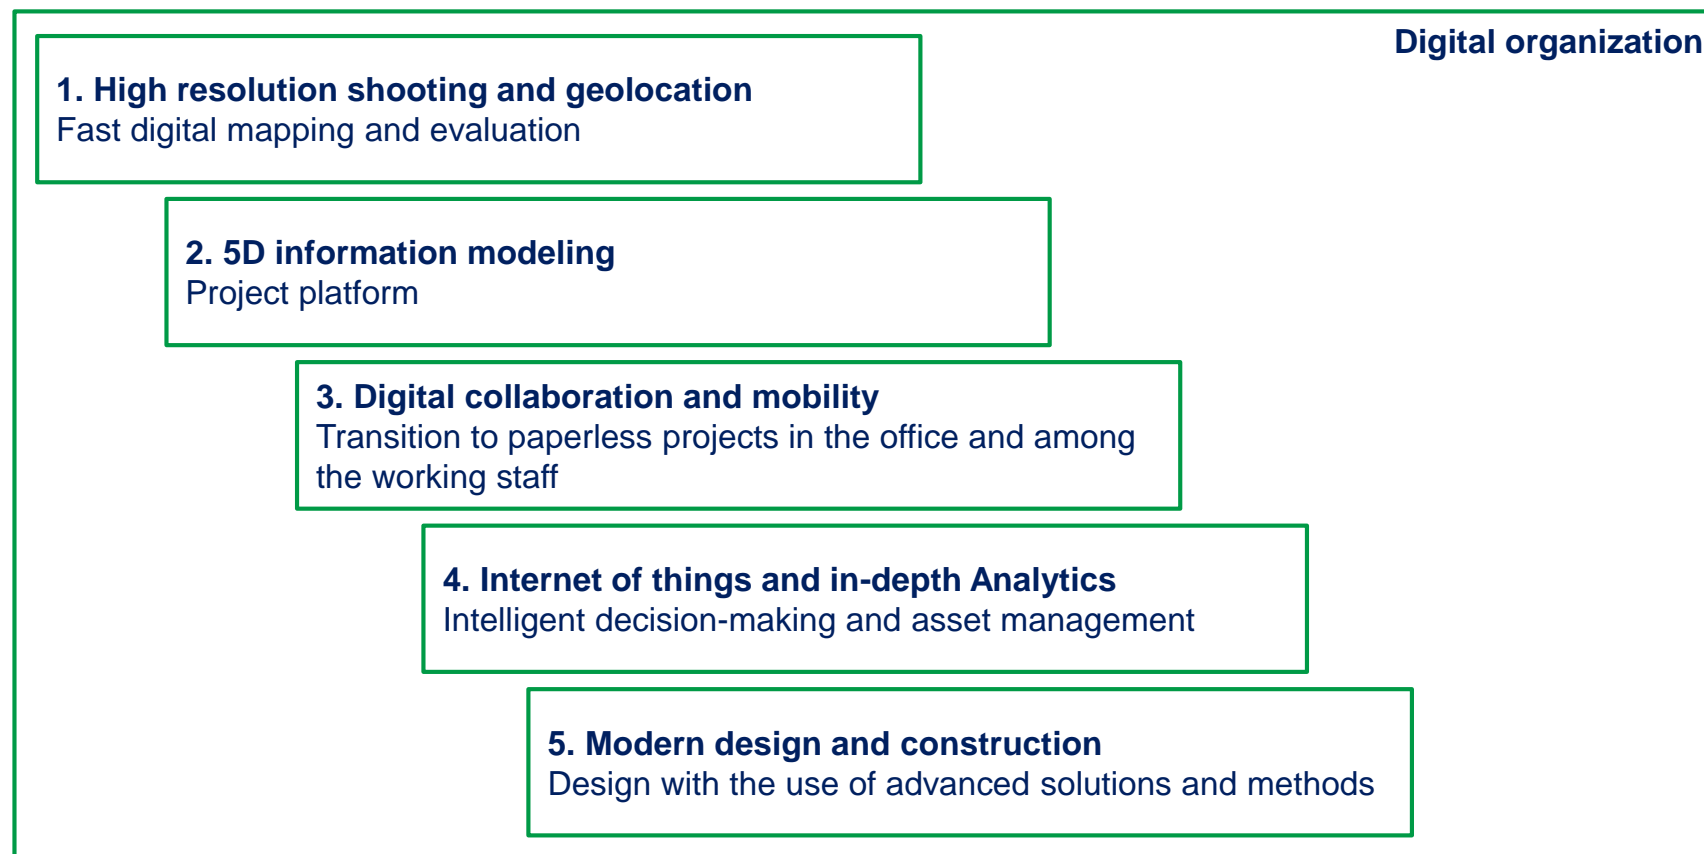 Digital organization
1. High resolution shooting and geolocation
Fast digital mapping and evaluation
2. 5D information modeling
Project platform
3. Digital collaboration and mobility
Transition to paperless projects in the office and among
the working staff
4. Internet of things and in-depth Analytics
Intelligent decision-making and asset management
5. Modern design and construction
Design with the use of advanced solutions and methods